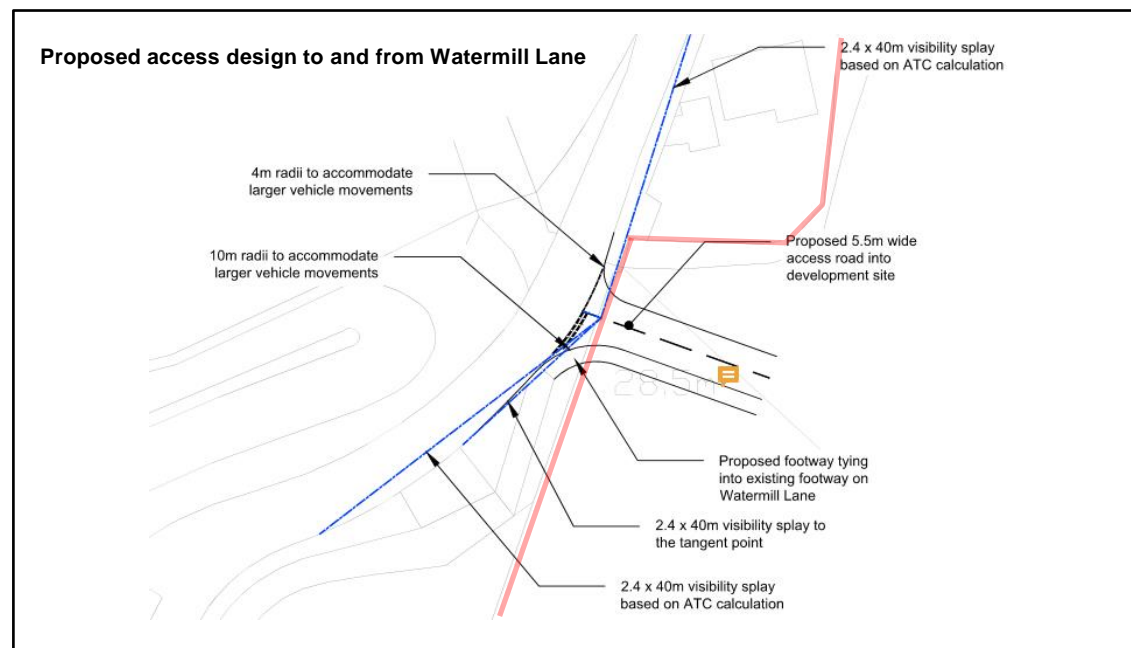 Proposed access design to and from Watermill Lane
2.4 x 40m visibility splay
based on ATC calculation
4m radii to accommodate
larger vehicle movements
10m radii to accommodate
larger vehicle movements
Proposed 5.5m wide
access road into
development site
28.5m
Proposed footway tying
into existing footway on
Watermill Lane
2.4 x 40m visibility splay to
the tangent point
2.4 x 40m visibility splay
based on ATC calculation